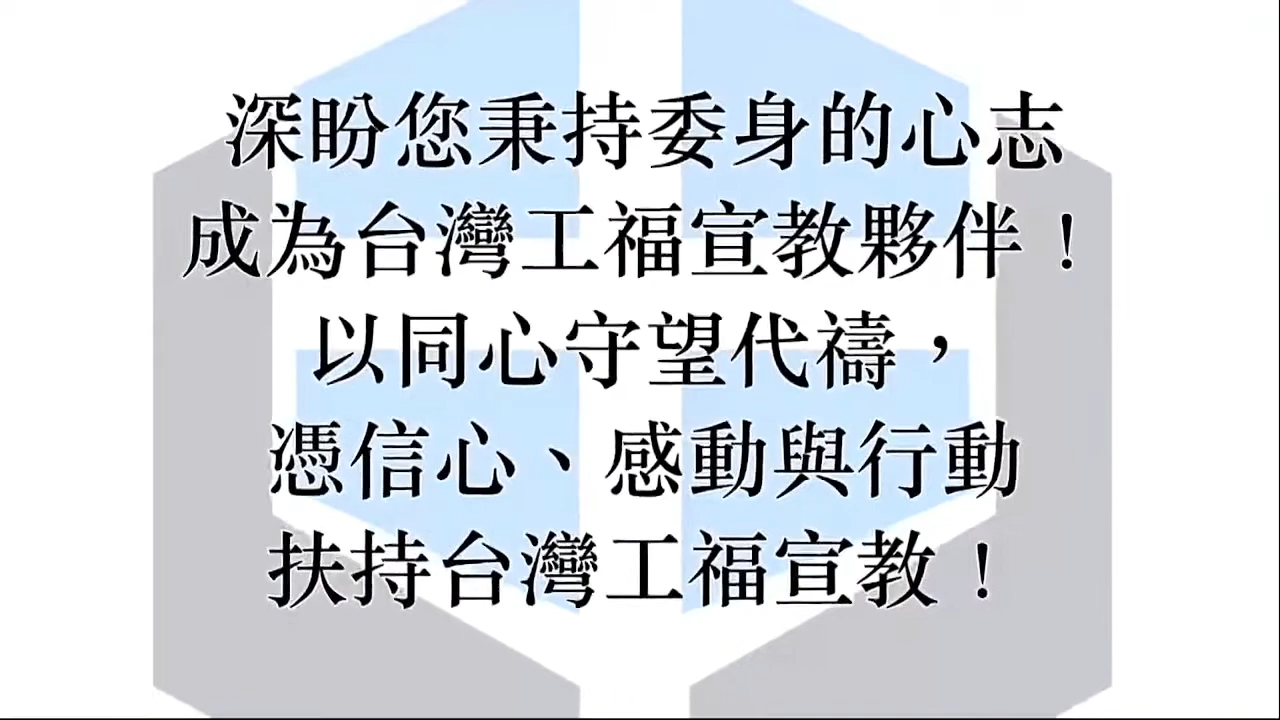 深盼您秉持委身的心志
成為台灣工福宣教夥伴！
以同心守望代禱，
憑信心、感動與行動
扶持台灣工福宣教！